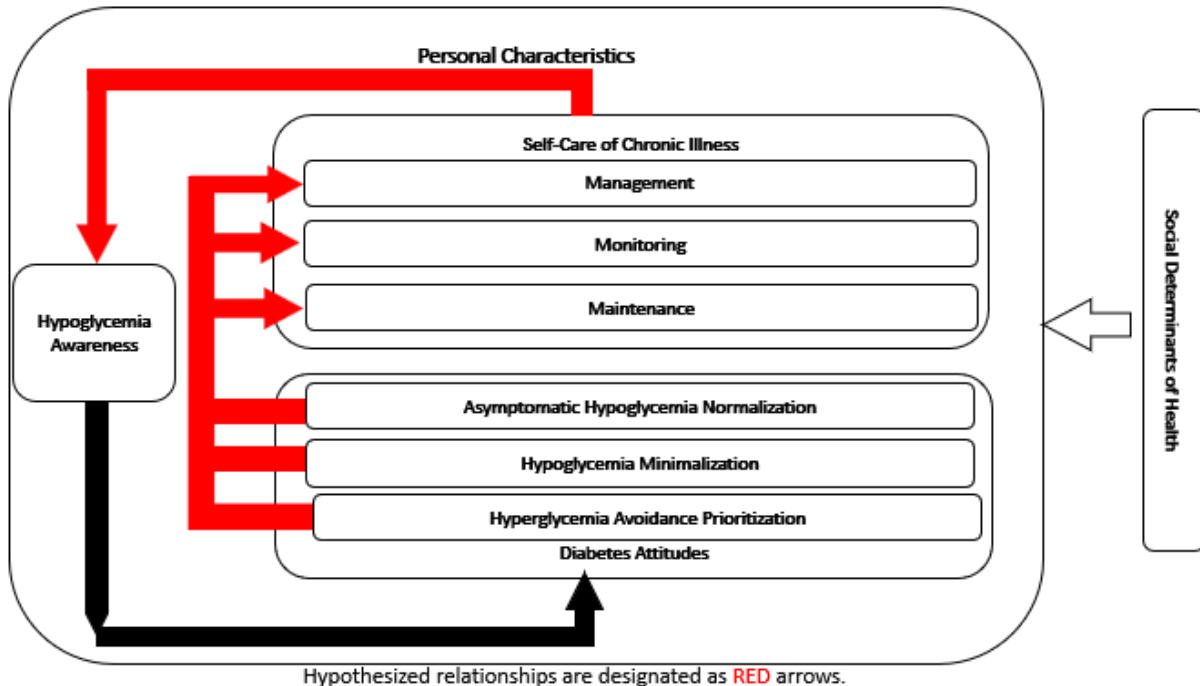 Personal Characteristics
Self-Care of Chronic Illness
Management
Monitoring
Maintenance
Hypoglycemia
Awareness
Asymptomatic Hypoglycemia Normalization
Hypoglycemia Minimalization
Hyperglycemia Avoidance Prioritization
Diabetes Attitudes
Social Determinants of Health
Hypothesized relationships are designated as RED arrows.